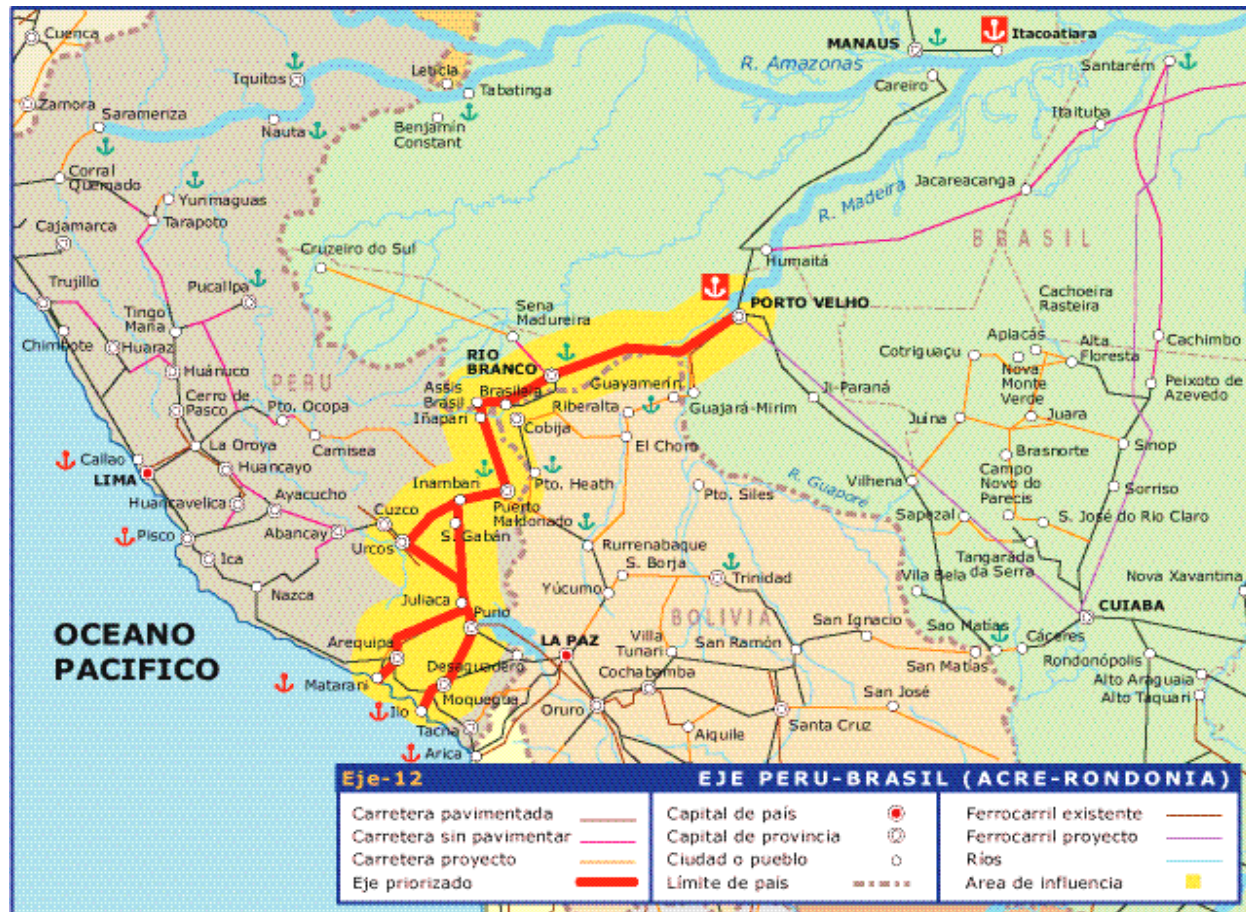 Cuenca
Zamora
Sarameriza
Iquitos
Nauta
Leticia
Tabatinga
Benjamín
Constant
MANAUS
Itacoatiara
R. Amazonas
Careiro
Santarém
Itaituba
Jacareacanga
R. Madeira
BRASIL
Corral
Quemado
Yurimaguas
Tarapoto
Cajamarca
Cruzeiro do Sul
Humaitá
Trujillo
Pucallpa
Tingo
Maria
Chimbote
Huaraz
Huánuco
PERU
Cerro de
Pasco
Pto. Ocopa
Camisea
La Oroya
Callao
LIMA
Huancayo
Huancavelica
Ayacucho
Pisco
Ica
Abancay
Nazca
Cuzco
Urcos
Sena
Madureira
RIO
BRANCO
PORTO VELHO
Assis
Brasil
Brasileia
Iñapari
Cobija
Guayamerin
Riberalta
Guajará-Mirim
El Choro
Inambari
Puerto
Maldonado
Pto. Heath
S. Gabán
Pto. Siles
R. Guaporé
Ji-Paraná
Vilhena
Cachoeira
Rasteira
Apiacás
Cotriguaçu
Nova
Monte
Verde
Alta
Floresta
Cachimbo
Peixoto de
Azevedo
Juina
Juara
Brasnorte
Sinop
Campo
Novo do
Parecis
Sorriso
Sapezal
S. José do Rio Claro
Tangarada
da Serra
Vila Bela
Nova Xavantina
CUIABA
Rurrenabaque
S. Borja
Yúcumo
Trinidad
BOLIVIA
Juliaca
Puno
Arequipa
Desaguadero
LA PAZ
Villa
Tunari
San Ramón
San Ignacio
Sao Matias
San Matías
Cáceres
Rondonópolis
Alto Araguaia
Alto Taquari
OCEANO
PACIFICO
Matarani
Moquegua
Ilo
Tacna
Arica
Cochabamba
Oruro
Aiquile
San José
Santa Cruz
Eje-12
EJE PERU-BRASIL (ACRE-RONDONIA)
Carretera pavimentada
Carretera sin pavimentar
Carretera proyecto
Eje priorizado
Capital de país
Capital de provincia
Ciudad o pueblo
Límite de país
Ferrocarril existente
Ferrocarril proyecto
Ríos
Area de influencia